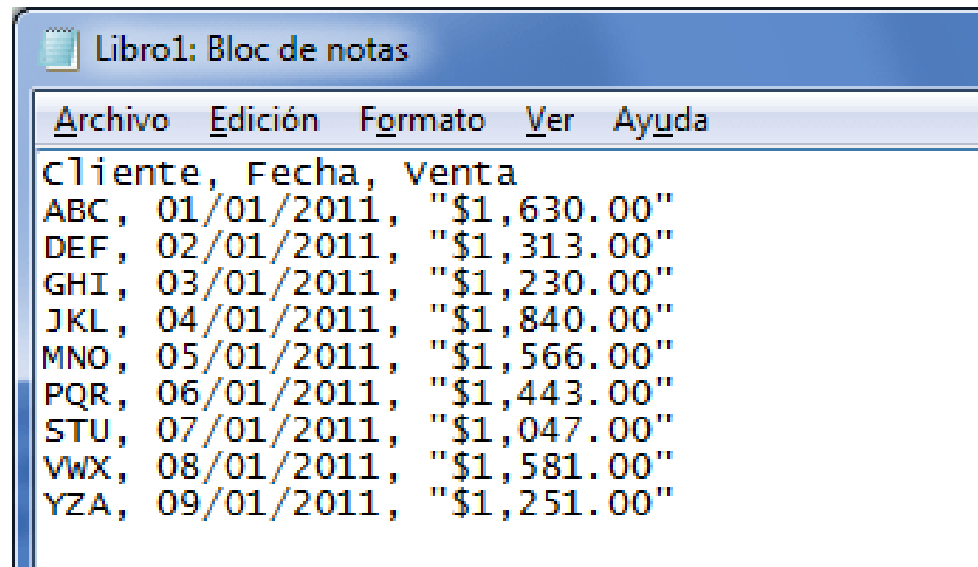 Libro1: Bloc de notas
Archivo Edición Formato Ver Ayuda
Cliente, Fecha, Venta
ABC, 01/01/2011, "$1,630.00"
DEF, 02/01/2011, "$1,313.00"
GHI, 03/01/2011, "$1,230.00"
JKL, 04/01/2011, "$1,840.00"
MNO, 05/01/2011, "$1,566.00"
PQR, 06/01/2011, "$1,443.00"
STU, 07/01/2011, "$1,047.00"
VWX, 08/01/2011, "$1,581.00"
YZA, 09/01/2011, "$1,251.00"